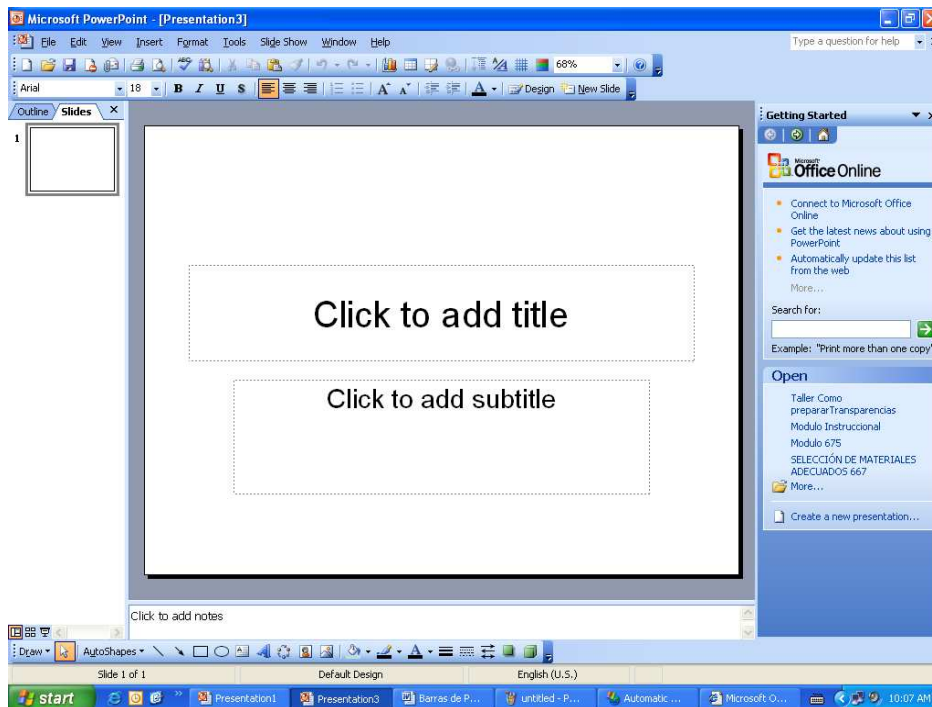 Microsoft PowerPoint - [Presentation3]
File Edit View Insert Format Tools Slide Show Window Help
Type a question for help
68%
Arial 18 B I U S A A A Design New Slide
Outline Slides
Getting Started
1
Microsoft
Office Online
Connect to Microsoft Office
Online
Get the latest news about using
PowerPoint
Automatically update this list
from the web
More...
Search for:
Example: "Print more than one copy"
Click to add title
Click to add subtitle
Open
Taller Como
prepararTransparencias
Modulo Instruccional
Modulo 675
SELECCIÓN DE MATERIALES
ADECUADOS 667
More...
Create a new presentation...
Click to add notes
Draw AutoShapes A
Slide 1 of 1 Default Design English (U.S.)
start Presentation1 Presentation3 Barras de P... untitled - P... Automatic ... Microsoft O... 10:07 AM